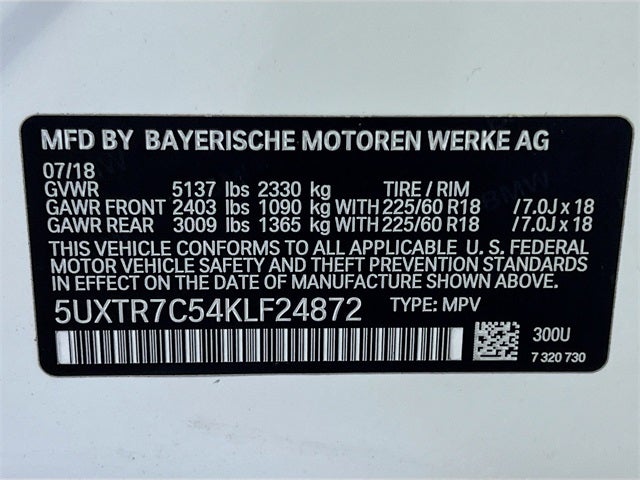 MFD BY BAYERISCHE MOTOREN WERKE AG
07/18
GVWR 5137 lbs 2330 kg TIRE / RIM
GAWR FRONT 2403 lbs 1090 kg WITH 225/60 R18 /7.0J x 18
GAWR REAR 3009 lbs 1365 kg WITH 225/60 R18 /7.0J x 18
THIS VEHICLE CONFORMS TO ALL APPLICABLE U. S. FEDERAL
MOTOR VEHICLE SAFETY AND THEFT PREVENTION STANDARDS
IN EFFECT ON THE DATE OF MANUFACTURE SHOWN ABOVE.
5UXTR7C54KLF24872 TYPE: MPV
300U
7 320 730